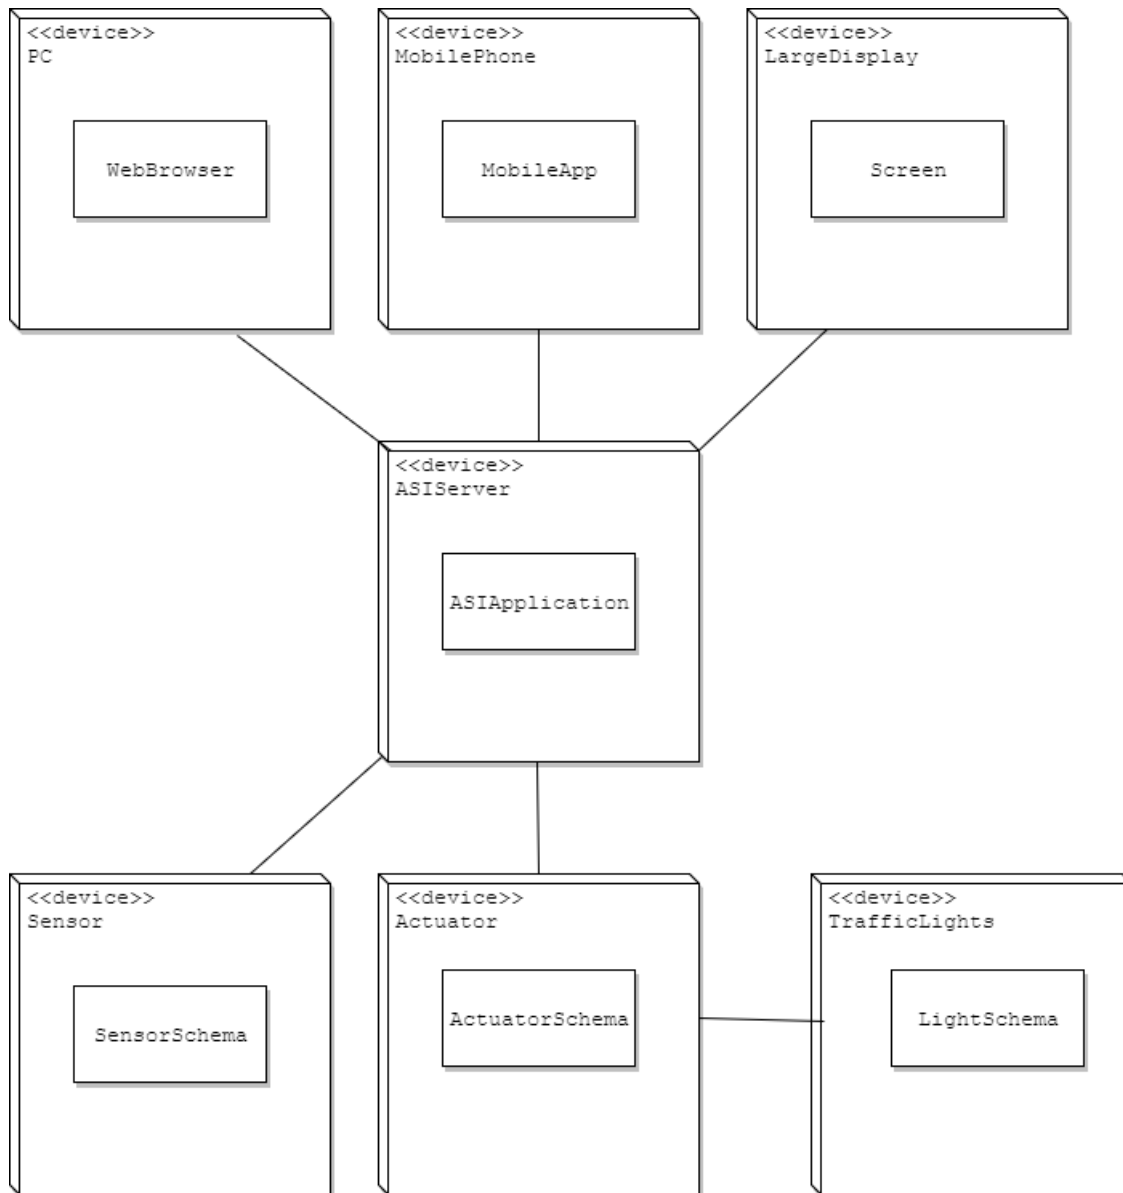 <<device>>
PC
WebBrowser
<<device>>
MobilePhone
MobileApp
<<device>>
LargeDisplay
Screen
<<device>>
ASIServer
ASIApplication
<<device>>
Sensor
SensorSchema
<<device>>
Actuator
ActuatorSchema
<<device>>
TrafficLights
LightSchema